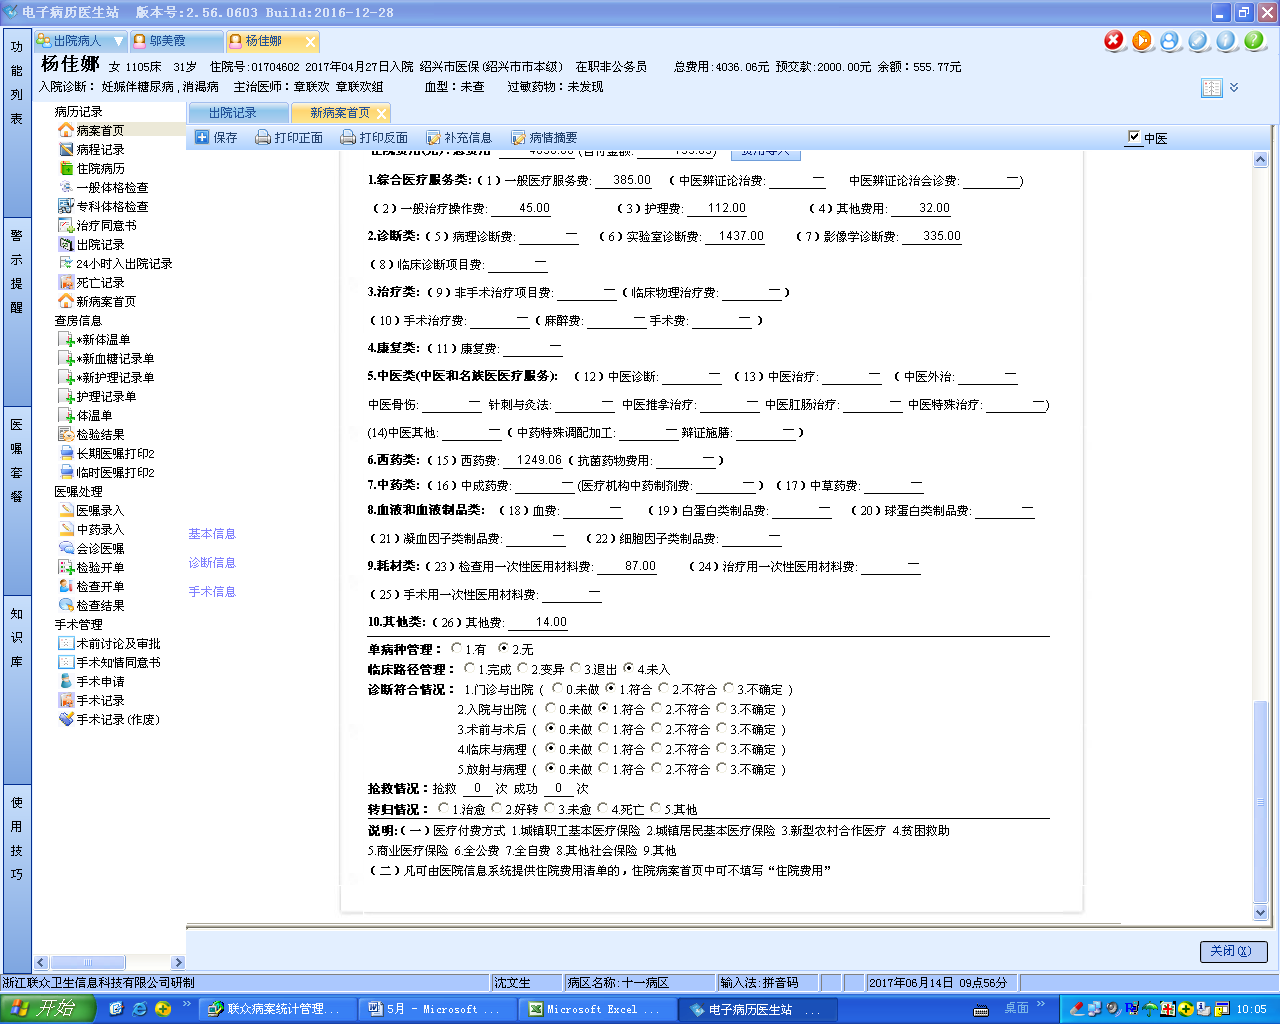 电子病历医生站 版本号:2.56.0603 Build:2016-12-28
功能列表
警示提醒
医嘱套餐
知识库
使用技巧
出院病人 邬美霞 杨佳娜
杨佳娜 女 1105床 31岁 住院号:01704602 2017年04月27日入院 绍兴市医保(绍兴市市本级) 在职非公务员 总费用:4036.06元 预交款:2000.00元 余额:555.77元
入院诊断: 妊娠伴糖尿病,消渴病 主治医师:章联欢 章联欢组 血型:未查 过敏药物:未发现
病历记录
病案首页
病程记录
住院病历
一般体格检查
专科体格检查
治疗同意书
出院记录
24小时入出院记录
死亡记录
新病案首页
查房信息
*新体温单
*新血糖记录单
*新护理记录单
护理记录单
体温单
检验结果
长期医嘱打印2
临时医嘱打印2
医嘱处理
医嘱录入
中药录入
会诊医嘱
检验开单
检查开单
检查结果
手术管理
术前讨论及审批
手术知情同意书
手术申请
手术记录
手术记录(作废)
出院记录 新病案首页
保存 打印正面 打印反面 补充信息 病情摘要 中医
基本信息
诊断信息
手术信息
1.综合医疗服务类:(1)一般医疗服务费: 385.00 (中医辨证论治费: — 中医辨证论治会诊费: —)
(2)一般治疗操作费: 45.00 (3)护理费: 112.00 (4)其他费用: 32.00
2.诊断类:(5)病理诊断费: — (6)实验室诊断费: 1437.00 (7)影像学诊断费: 335.00
(8)临床诊断项目费: —
3.治疗类:(9)非手术治疗项目费: —(临床物理治疗费: —)
(10)手术治疗费: —(麻醉费: —手术费: — )
4.康复类:(11)康复费: —
5.中医类(中医和名族医医疗服务): (12)中医诊断: — (13)中医治疗: — (中医外治: —
中医骨伤: — 针刺与灸法: — 中医推拿治疗: — 中医肛肠治疗: — 中医特殊治疗: —)
(14)中医其他: —(中药特殊调配加工: — 辩证施膳: —)
6.西药类:(15)西药费: 1249.06(抗菌药物费用: —)
7.中药类:(16)中成药费: —(医疗机构中药制剂费: —)(17)中草药费: —
8.血液和血液制品类: (18)血费: — (19)白蛋白类制品费: — (20)球蛋白类制品费: —
(21)凝血因子类制品费: — (22)细胞因子类制品费: —
9.耗材类:(23)检查用一次性医用材料费: 87.00 (24)治疗用一次性医用材料费: —
(25)手术用一次性医用材料费: —
10.其他类:(26)其他费: 14.00
单病种管理: 1.有 2.无
临床路径管理: 1.完成 2.变异 3.退出 4.未入
诊断符合情况: 1.门诊与出院 ( 0.未做 1.符合 2.不符合 3.不确定 )
2.入院与出院 ( 0.未做 1.符合 2.不符合 3.不确定 )
3.术前与术后 ( 0.未做 1.符合 2.不符合 3.不确定 )
4.临床与病理 ( 0.未做 1.符合 2.不符合 3.不确定 )
5.放射与病理 ( 0.未做 1.符合 2.不符合 3.不确定 )
抢救情况:抢救 0 次 成功 0 次
转归情况: 1.治愈 2.好转 3.未愈 4.死亡 5.其他
说明:(一)医疗付费方式 1.城镇职工基本医疗保险 2.城镇居民基本医疗保险 3.新型农村合作医疗 4.贫困救助
5.商业医疗保险 6.全公费 7.全自费 8.其他社会保险 9.其他
(二)凡可由医院信息系统提供住院费用清单的,住院病案首页中可不填写“住院费用”
关闭(X)
浙江联众卫生信息科技有限公司研制 沈文生 病区名称:十一病区 输入法:拼音码 2017年06月14日 09点56分
开始 联众病案统计管理... 5月 - Microsoft ... Microsoft Excel ... 电子病历医生站 ... 桌面 10:05